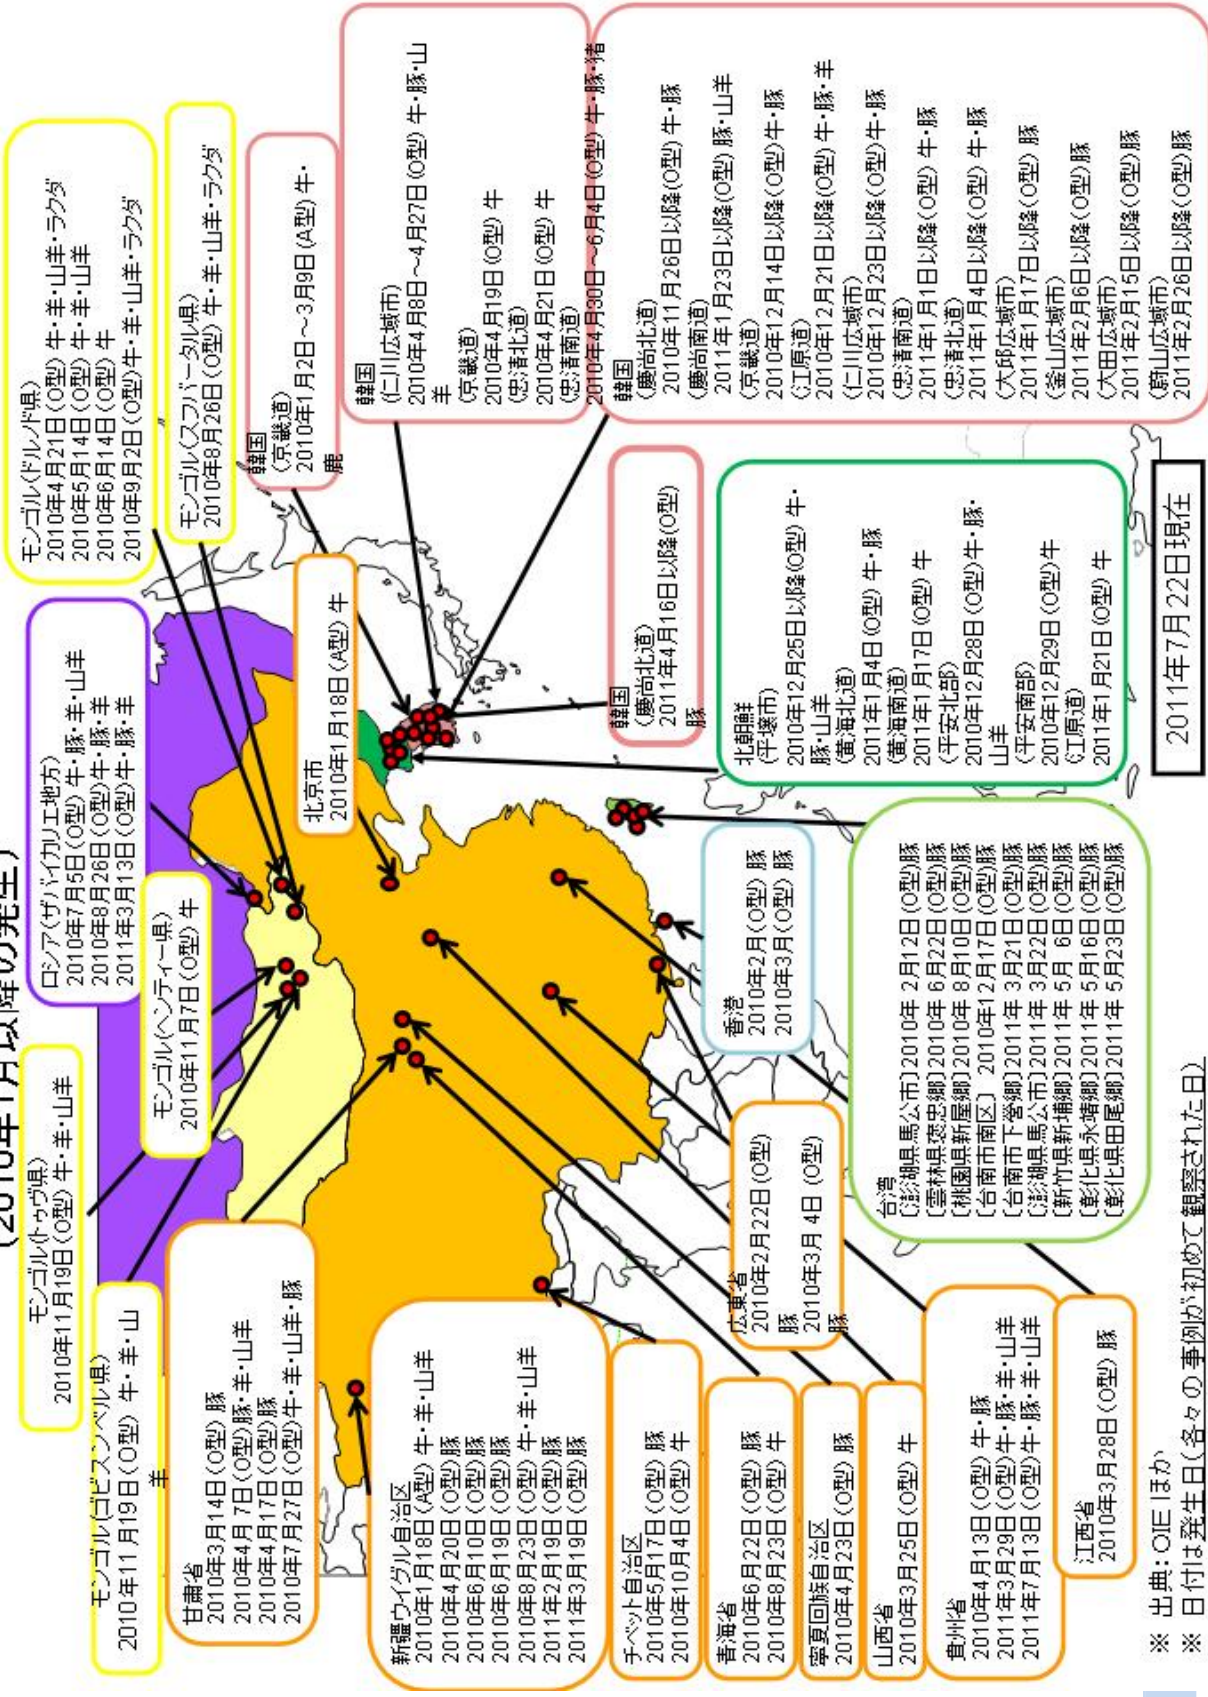 (2010年1月以降の発生)
モンゴル(ゴビスンベル県)
2010年11月19日(O型) 牛・羊・山
羊
モンゴル(トゥヴ県)
2010年11月19日(O型) 牛・羊・山羊
モンゴル(ヘンティー県)
2010年11月7日(O型) 牛
ロシア(ザバイカリエ地方)
2010年7月5日(O型) 牛・豚・羊・山羊
2010年8月26日(O型)牛・豚・羊
2011年3月13日(O型)牛・豚・羊
モンゴル(ドルノド県)
2010年4月21日(O型) 牛・羊・山羊・ラクダ
2010年5月14日(O型) 牛・羊・山羊
2010年6月14日(O型) 牛
2010年9月2日(O型)牛・羊・山羊・ラクダ
モンゴル(スフバータル県)
2010年8月26日(O型) 牛・羊・山羊・ラクダ
韓国
(京畿道)
2010年1月2日～3月9日(A型) 牛・
鹿
北京市
2010年1月18日(A型) 牛
韓国
(仁川広域市)
2010年4月8日～4月27日(O型) 牛・豚・山
羊
(京畿道)
2010年4月19日(O型) 牛
(忠清北道)
2010年4月21日(O型) 牛
(忠清南道)
2010年4月30日～6月4日(O型) 牛・豚・猪
韓国
(慶尚北道)
2010年11月26日以降(O型) 牛・豚
(慶尚南道)
2011年1月23日以降(O型) 豚・山羊
(京畿道)
2010年12月14日以降(O型)牛・豚
(江原道)
2010年12月21日以降(O型) 牛・豚・羊
(仁川広域市)
2010年12月23日以降(O型)牛・豚
(忠清南道)
2011年1月1日以降(O型) 牛・豚
(忠清北道)
2011年1月4日以降(O型) 牛・豚
(大邱広域市)
2011年1月17日以降(O型) 豚
(釜山広域市)
2011年2月6日以降(O型)豚
(大田広域市)
2011年2月15日以降(O型)豚
(蔚山広域市)
2011年2月26日以降(O型)豚
韓国
(慶尚北道)
2011年4月16日以降(O型)
豚
北朝鮮
(平壌市)
2010年12月25日以降(O型) 牛・
豚・山羊
(黄海北道)
2011年1月4日(O型) 牛・豚
(黄海南道)
2011年1月17日(O型) 牛
(平安北部)
2010年12月28日(O型)牛・豚・
山羊
(平安南部)
2010年12月29日(O型)牛
(江原道)
2011年1月21日(O型) 牛
甘粛省
2010年3月14日(O型) 豚
2010年4月 7日(O型)豚・羊・山羊
2010年4月17日(O型)豚
2010年7月27日(O型)牛・羊・山羊・豚
新疆ウイグル自治区
2010年1月18日(A型) 牛・羊・山羊
2010年4月20日(O型)豚
2010年6月10日(O型)豚
2010年6月19日(O型)豚
2010年8月23日(O型) 牛・羊・山羊
2011年2月19日(O型)豚
2011年3月19日(O型)豚
チベット自治区
2010年5月17日(O型) 豚
2010年10月4日(O型) 牛
青海省
2010年6月22日(O型) 豚
2010年8月23日(O型) 牛
寧夏回族自治区
2010年4月23日(O型) 豚
山西省
2010年3月25日(O型) 牛
貴州省
2010年4月13日(O型) 牛・豚
2011年3月29日(O型)牛・豚・羊・山羊
2011年7月13日(O型)牛・豚・羊・山羊
江西省
2010年3月28日(O型) 豚
広東省
2010年2月22日(O型)
豚
2010年3月 4日 (O型)
豚
香港
2010年2月(O型) 豚
2010年3月(O型) 豚
台湾
[澎湖県馬公市]2010年 2月12日(O型)豚
[雲林県褒忠郷]2010年 6月22日(O型)豚
[桃園県新屋郷]2010年 8月10日(O型)豚
[台南市南区] 2010年12月17日(O型)豚
[台南市下営郷]2011年 3月21日(O型)豚
[澎湖県馬公市]2011年 3月22日(O型)豚
[新竹県新埔郷]2011年 5月 6日(O型)豚
[彰化県永靖郷]2011年 5月16日(O型)豚
[彰化県田尾郷]2011年 5月23日(O型)豚
2011年7月22日現在
※ 出典:OIE ほか
※ 日付は発生日(各々の事例が初めて観察された日)